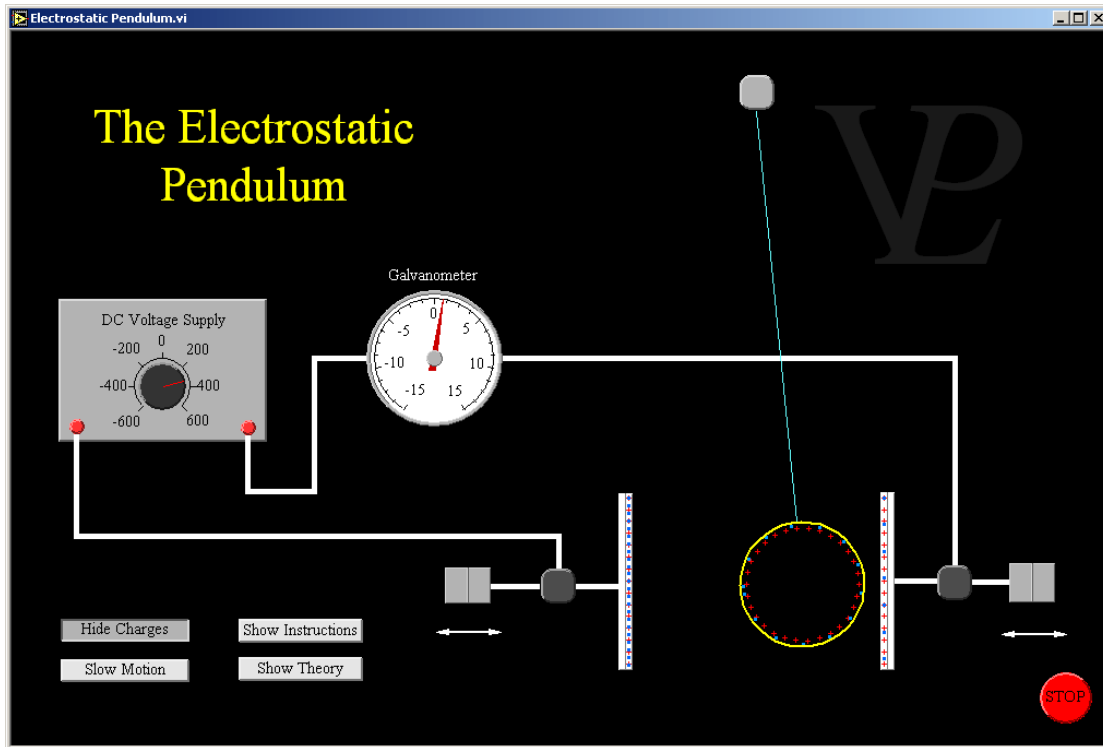 Electrostatic Pendulum.vi
The Electrostatic
Pendulum
VPL
Galvanometer
0
-5 5
-10 10
-15 15
DC Voltage Supply
0
-200 200
-400 400
-600 600
Hide Charges Show Instructions
Slow Motion Show Theory
STOP